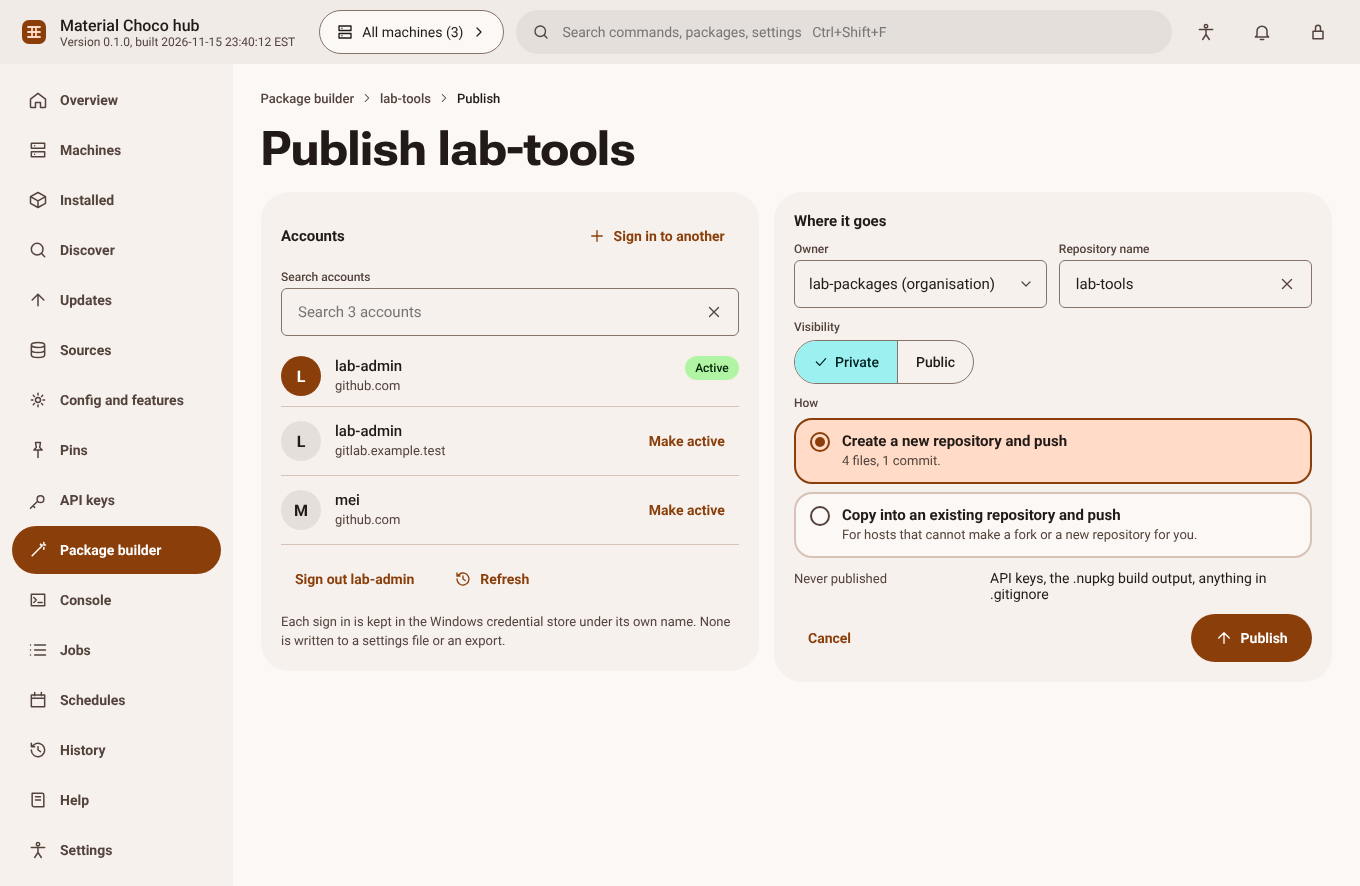 Material Choco hub
Version 0.1.0, built 2026-11-15 23:40:12 EST
All machines (3)
Search commands, packages, settings Ctrl+Shift+F
Overview
Machines
Installed
Discover
Updates
Sources
Config and features
Pins
API keys
Package builder
Console
Jobs
Schedules
History
Help
Settings
Package builder > lab-tools > Publish
Publish lab-tools
Accounts
Sign in to another
Search accounts
Search 3 accounts
L
lab-admin
github.com
Active
L
lab-admin
gitlab.example.test
Make active
M
mei
github.com
Make active
Sign out lab-admin
Refresh
Each sign in is kept in the Windows credential store under its own name. None
is written to a settings file or an export.
Where it goes
Owner
lab-packages (organisation)
Repository name
lab-tools
Visibility
Private
Public
How
Create a new repository and push
4 files, 1 commit.
Copy into an existing repository and push
For hosts that cannot make a fork or a new repository for you.
Never published
API keys, the .nupkg build output, anything in
.gitignore
Cancel
Publish